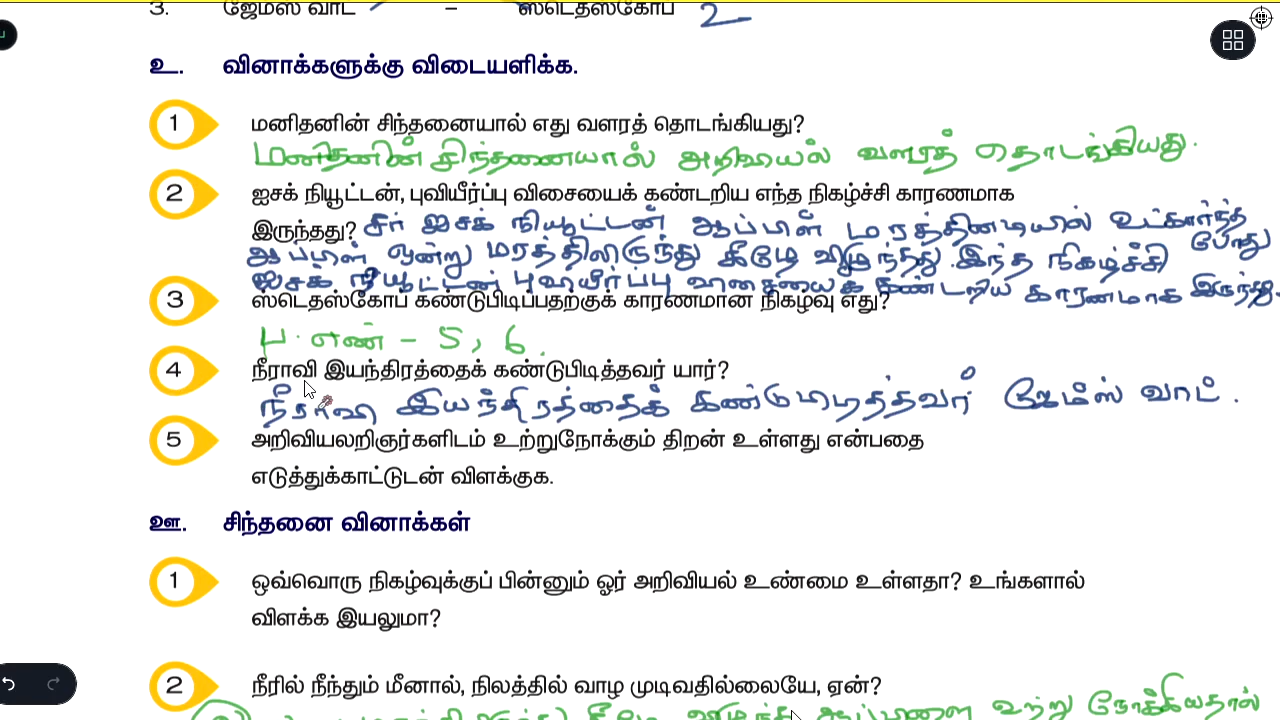 3. ஜேம்ஸ் வாட் – ஸ்டெதஸ்கோப் 2
உ. வினாக்களுக்கு விடையளிக்க.
1 மனிதனின் சிந்தனையால் எது வளரத் தொடங்கியது?
மனிதனின் சிந்தனையால் அறிவியல் வளரத் தொடங்கியது.
2 ஐசக் நியூட்டன், புவியீர்ப்பு விசையைக் கண்டறிய எந்த நிகழ்ச்சி காரணமாக
இருந்தது? சர் ஐசக் நியூட்டன் ஆப்பிள் மரத்தினடியில் உட்கார்ந்த போது
ஆப்பிள் ஒன்று மரத்திலிருந்து கீழே விழுந்தது. இந்த நிகழ்ச்சி
ஐசக் நியூட்டன் புவியீர்ப்பு விசையைக் கண்டறிய காரணமாக இருந்தது.
3 ஸ்டெதஸ்கோப் கண்டுபிடிப்பதற்குக் காரணமான நிகழ்வு எது?
ப. எண் – 5, 6.
4 நீராவி இயந்திரத்தைக் கண்டுபிடித்தவர் யார்?
நீராவி இயந்திரத்தைக் கண்டுபிடித்தவர் ஜேம்ஸ் வாட்.
5 அறிவியலறிஞர்களிடம் உற்றுநோக்கும் திறன் உள்ளது என்பதை
எடுத்துக்காட்டுடன் விளக்குக.
ஊ. சிந்தனை வினாக்கள்
1 ஒவ்வொரு நிகழ்வுக்குப் பின்னும் ஓர் அறிவியல் உண்மை உள்ளதா? உங்களால்
விளக்க இயலுமா?
2 நீரில் நீந்தும் மீனால், நிலத்தில் வாழ முடிவதில்லையே, ஏன்?
கீழே விழுந்த ஆப்பிளை உற்று நோக்கியதால்